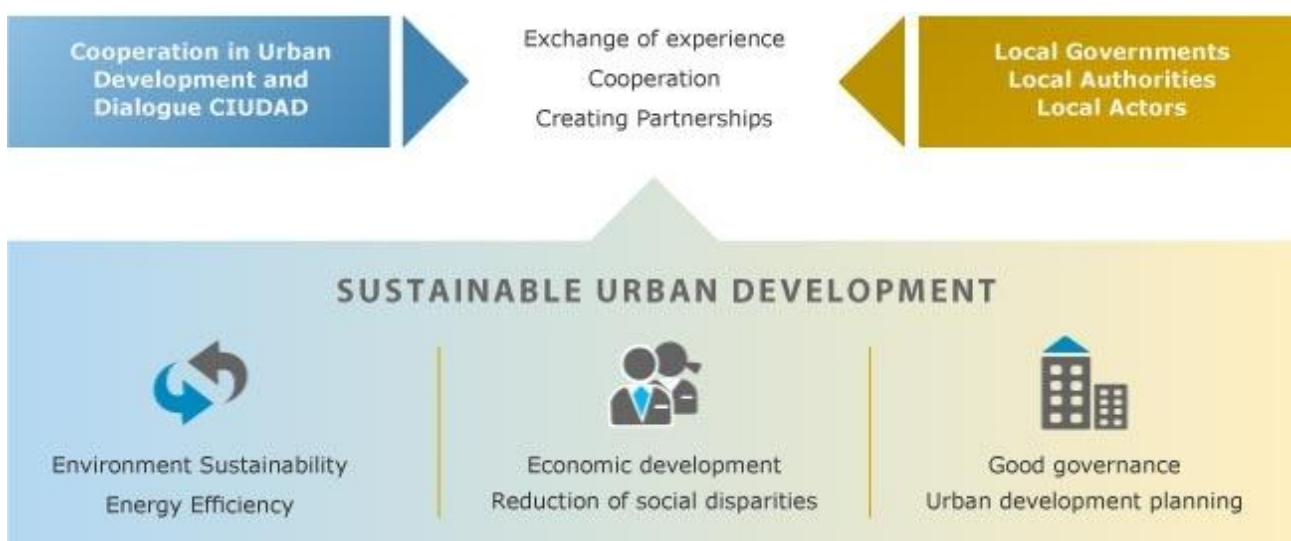 Cooperation in Urban
Development and
Dialogue CIUDAD
Exchange of experience
Cooperation
Creating Partnerships
Local Governments
Local Authorities
Local Actors
SUSTAINABLE URBAN DEVELOPMENT
Environment Sustainability
Energy Efficiency
Economic development
Reduction of social disparities
Good governance
Urban development planning